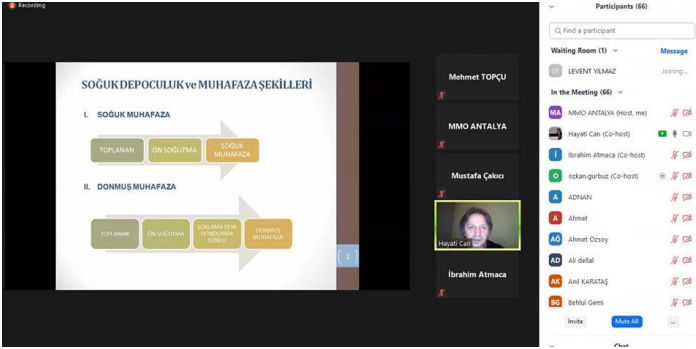 Recording
SOĞUK DEPOCULUK ve MUHAFAZA ŞEKİLLERİ
I. SOĞUK MUHAFAZA
TOPLANAN
ÖN SOĞUTMA
SOĞUK
MUHAFAZA
II. DONMUŞ MUHAFAZA
TOPLANAN
ÖN SOĞUTMA
ŞOKLAMA VEYA
DONDURMA
TÜNELİ
DONMUŞ
MUHAFAZA
2
Mehmet TOPÇU
MMO ANTALYA
Mustafa Çakıcı
Hayati Can
İbrahim Atmaca
Participants (66)
Find a participant
Waiting Room (1)
Message
LEVENT YILMAZ
Joining...
In the Meeting (66)
MA MMO ANTALYA (Host, me)
Hayati Can (Co-host)
İ İbrahim Atmaca (Co-host)
O ozkan.gurbuz (Co-host)
A ADNAN
A Ahmet
AÖ Ahmet Özsoy
AD Ali dellal
AK Anıl KARATAŞ
BG Behlül Gemi
Invite
Mute All
...
Chat